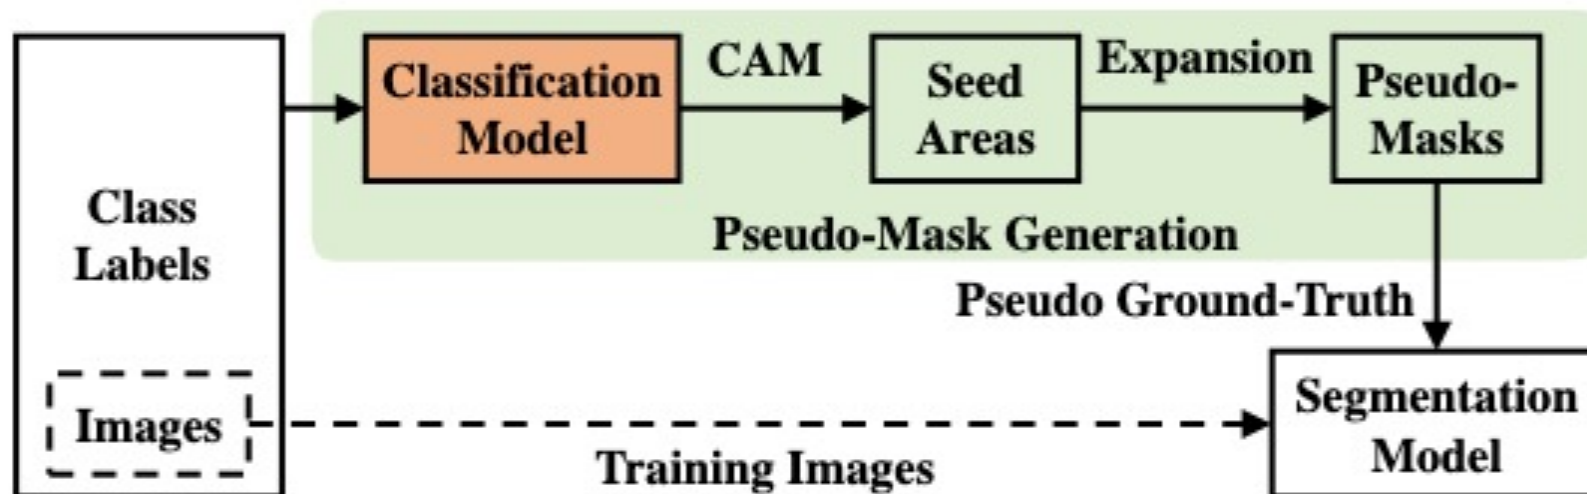 Classification
Model
CAM
Seed
Areas
Expansion
Pseudo-
Masks
Class
Labels
Pseudo-Mask Generation
Pseudo Ground-Truth
Images
Training Images
Segmentation
Model